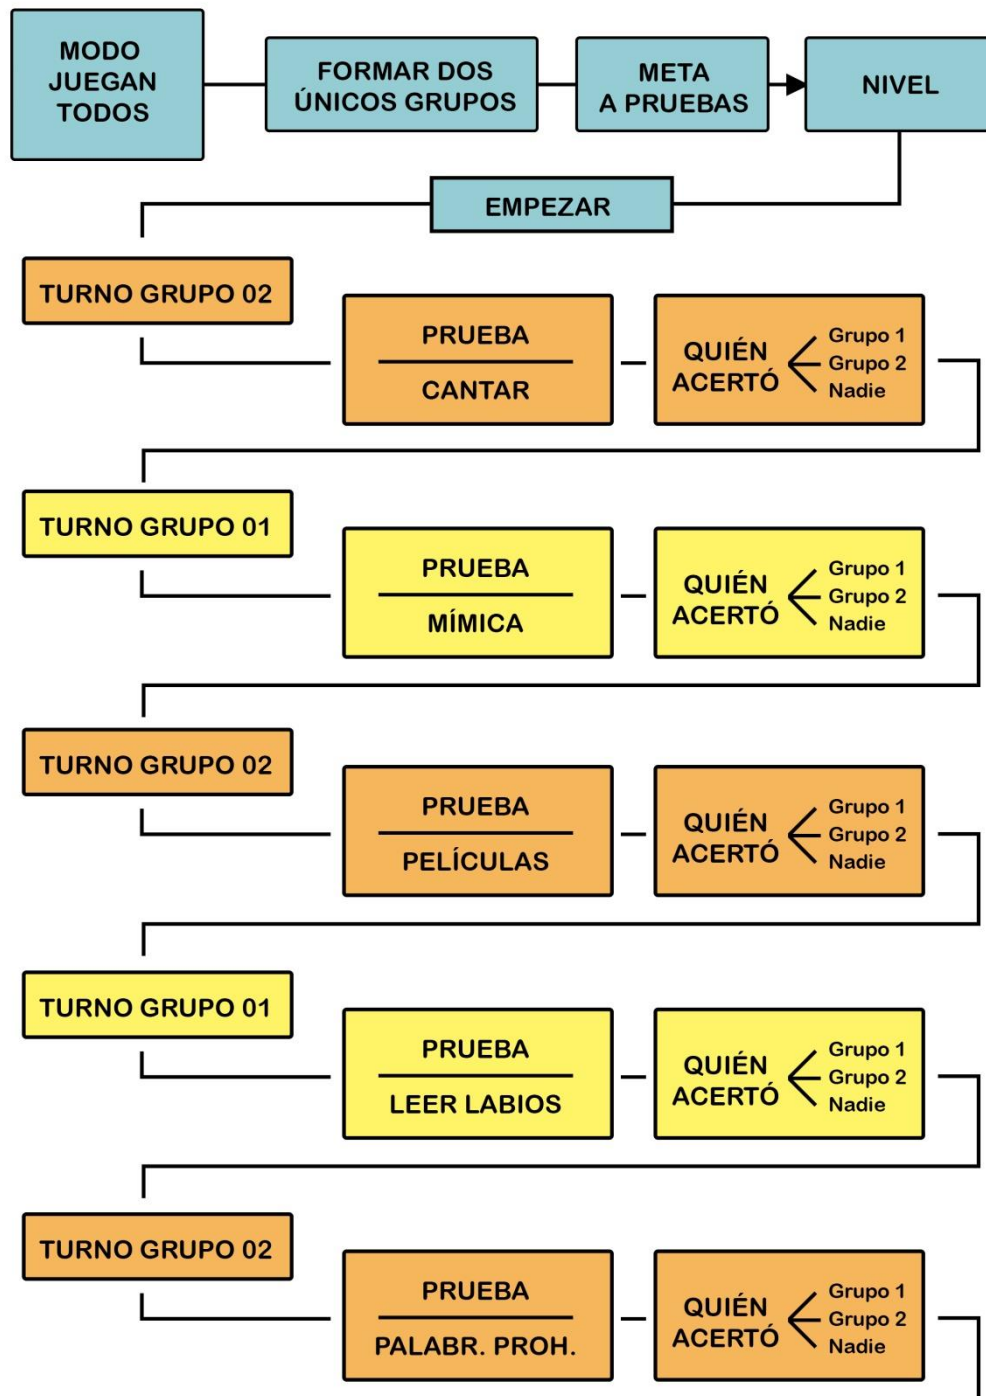 MODO
JUEGAN
TODOS
FORMAR DOS
ÚNICOS GRUPOS
META
A PRUEBAS
NIVEL
EMPEZAR
TURNO GRUPO 02
PRUEBA
CANTAR
QUIÉN
ACERTÓ
Grupo 1
Grupo 2
Nadie
TURNO GRUPO 01
PRUEBA
MÍMICA
QUIÉN
ACERTÓ
Grupo 1
Grupo 2
Nadie
TURNO GRUPO 02
PRUEBA
PELÍCULAS
QUIÉN
ACERTÓ
Grupo 1
Grupo 2
Nadie
TURNO GRUPO 01
PRUEBA
LEER LABIOS
QUIÉN
ACERTÓ
Grupo 1
Grupo 2
Nadie
TURNO GRUPO 02
PRUEBA
PALABR. PROH.
QUIÉN
ACERTÓ
Grupo 1
Grupo 2
Nadie